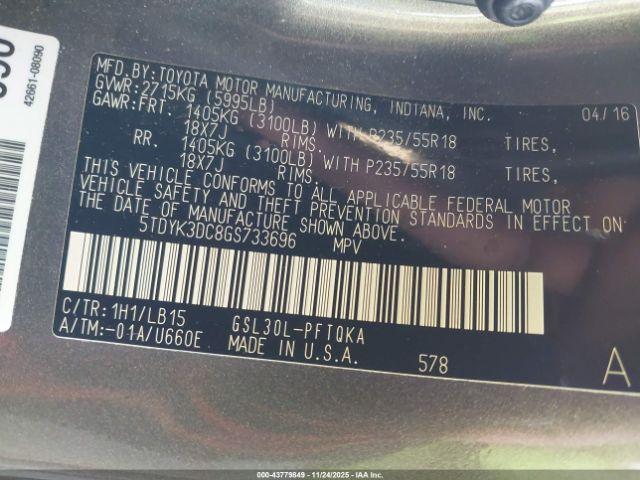 42661-08090
MFD. BY: TOYOTA MOTOR MANUFACTURING, INDIANA, INC. 04/16
GVWR: 2715KG (5995LB)
GAWR: FRT. 1405KG (3100LB) WITH P235/55R18 TIRES,
18X7J RIMS.
RR. 1405KG (3100LB) WITH P235/55R18 TIRES,
18X7J RIMS.
THIS VEHICLE CONFORMS TO ALL APPLICABLE FEDERAL MOTOR
VEHICLE SAFETY AND THEFT PREVENTION STANDARDS IN EFFECT ON
THE DATE OF MANUFACTURE SHOWN ABOVE.
5TDYK3DC8GS733696 MPV
C/TR: 1H1/LB15 GSL30L-PFTQKA
A/TM:-01A/U660E MADE IN U.S.A. 578 A
000-43779849 - 11/24/2025 - IAA Inc.